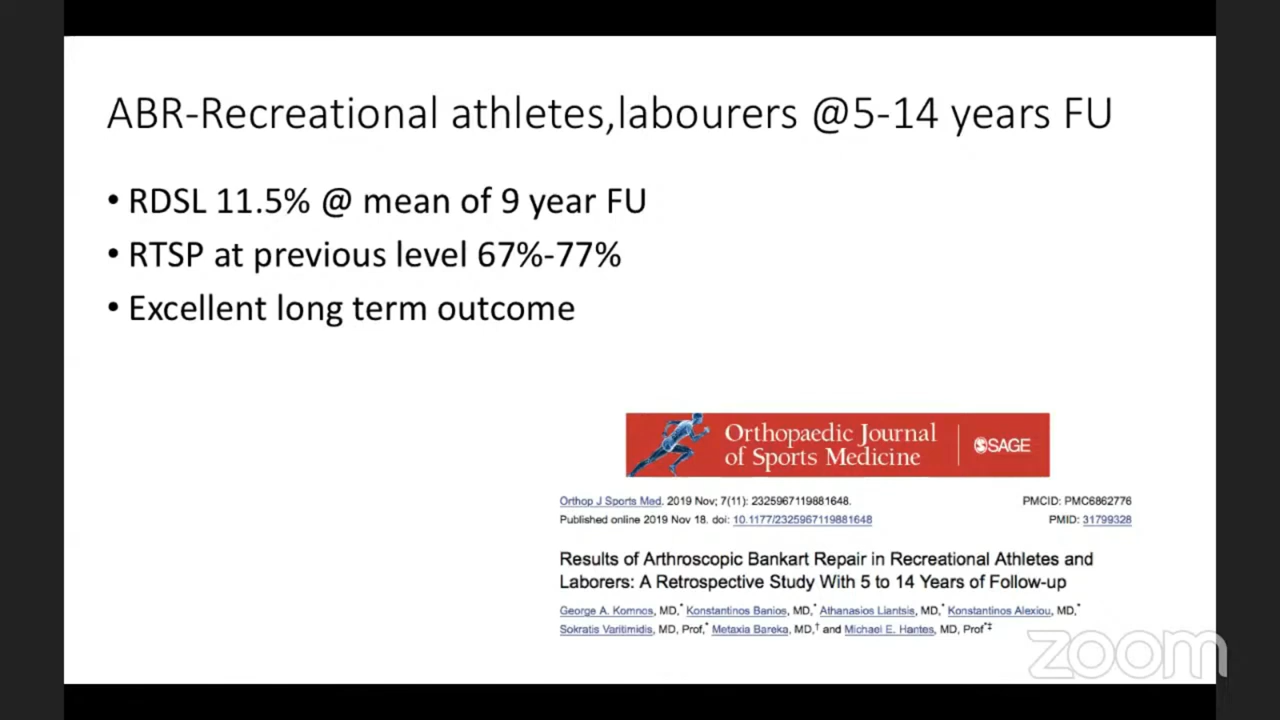 ABR-Recreational athletes,labourers @5-14 years FU
• RDSL 11.5% @ mean of 9 year FU
• RTSP at previous level 67%-77%
• Excellent long term outcome
Orthopaedic Journal
of Sports Medicine
SAGE
Orthop J Sports Med. 2019 Nov; 7(11): 2325967119881648. PMCID: PMC6862776
Published online 2019 Nov 18. doi: 10.1177/2325967119881648 PMID: 31799328
Results of Arthroscopic Bankart Repair in Recreational Athletes and
Laborers: A Retrospective Study With 5 to 14 Years of Follow-up
George A. Komnos, MD,* Konstantinos Banios, MD,* Athanasios Liantsis, MD,* Konstantinos Alexiou, MD,*
Sokratis Varitimidis, MD, Prof,* Metaxia Bareka, MD,† and Michael E. Hantes, MD, Prof*‡
zoom